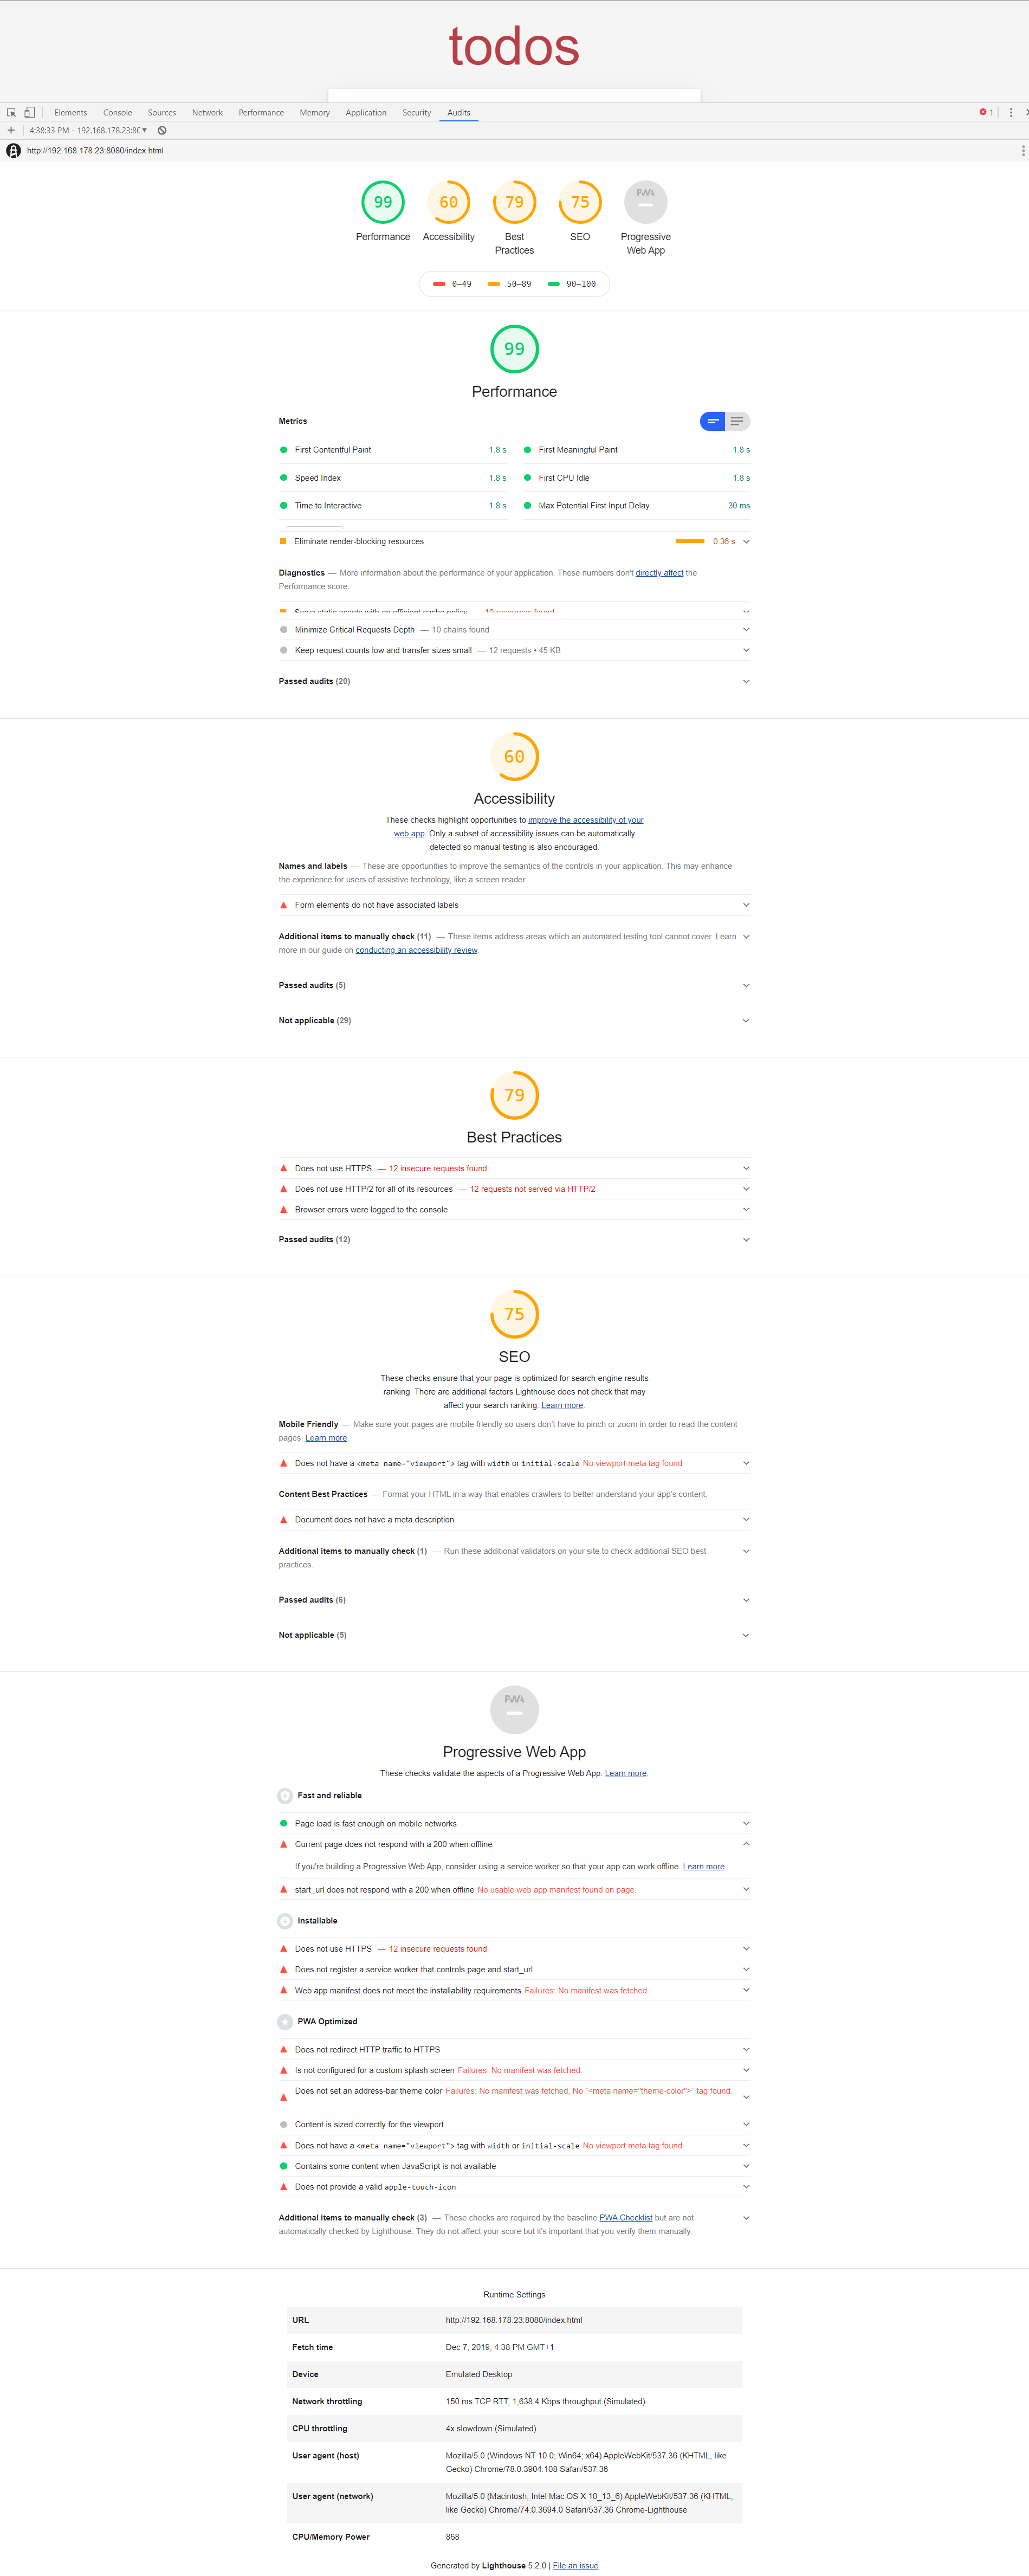 todos
Elements Console Sources Network Performance Memory Application Security Audits 1
4:38:33 PM - 192.168.178.23:80
http://192.168.178.23:8080/index.html
99 60 79 75 PWA
Performance Accessibility Best Practices SEO Progressive Web App
0–49 50–89 90–100
99
Performance
Metrics
First Contentful Paint 1.8 s First Meaningful Paint 1.8 s
Speed Index 1.8 s First CPU Idle 1.8 s
Time to Interactive 1.8 s Max Potential First Input Delay 30 ms
Eliminate render-blocking resources 0.36 s
Diagnostics — More information about the performance of your application. These numbers don't directly affect the
Performance score.
Serve static assets with an efficient cache policy — 10 resources found
Minimize Critical Requests Depth — 10 chains found
Keep request counts low and transfer sizes small — 12 requests • 45 KB
Passed audits (20)
60
Accessibility
These checks highlight opportunities to improve the accessibility of your
web app. Only a subset of accessibility issues can be automatically
detected so manual testing is also encouraged.
Names and labels — These are opportunities to improve the semantics of the controls in your application. This may enhance
the experience for users of assistive technology, like a screen reader.
Form elements do not have associated labels
Additional items to manually check (11) — These items address areas which an automated testing tool cannot cover. Learn
more in our guide on conducting an accessibility review.
Passed audits (5)
Not applicable (29)
79
Best Practices
Does not use HTTPS — 12 insecure requests found
Does not use HTTP/2 for all of its resources — 12 requests not served via HTTP/2
Browser errors were logged to the console
Passed audits (12)
75
SEO
These checks ensure that your page is optimized for search engine results
ranking. There are additional factors Lighthouse does not check that may
affect your search ranking. Learn more.
Mobile Friendly — Make sure your pages are mobile friendly so users don't have to pinch or zoom in order to read the content
pages. Learn more.
Does not have a <meta name="viewport"> tag with width or initial-scale No viewport meta tag found
Content Best Practices — Format your HTML in a way that enables crawlers to better understand your app's content.
Document does not have a meta description
Additional items to manually check (1) — Run these additional validators on your site to check additional SEO best
practices.
Passed audits (6)
Not applicable (5)
PWA
Progressive Web App
These checks validate the aspects of a Progressive Web App. Learn more.
Fast and reliable
Page load is fast enough on mobile networks
Current page does not respond with a 200 when offline
If you're building a Progressive Web App, consider using a service worker so that your app can work offline. Learn more.
start_url does not respond with a 200 when offline No usable web app manifest found on page.
Installable
Does not use HTTPS — 12 insecure requests found
Does not register a service worker that controls page and start_url
Web app manifest does not meet the installability requirements Failures: No manifest was fetched.
PWA Optimized
Does not redirect HTTP traffic to HTTPS
Is not configured for a custom splash screen Failures: No manifest was fetched.
Does not set an address-bar theme color Failures: No manifest was fetched, No `<meta name="theme-color">` tag found.
Content is sized correctly for the viewport
Does not have a <meta name="viewport"> tag with width or initial-scale No viewport meta tag found
Contains some content when JavaScript is not available
Does not provide a valid apple-touch-icon
Additional items to manually check (3) — These checks are required by the baseline PWA Checklist but are not
automatically checked by Lighthouse. They do not affect your score but it's important that you verify them manually.
Runtime Settings
URL http://192.168.178.23:8080/index.html
Fetch time Dec 7, 2019, 4:38 PM GMT+1
Device Emulated Desktop
Network throttling 150 ms TCP RTT, 1,638.4 Kbps throughput (Simulated)
CPU throttling 4x slowdown (Simulated)
User agent (host) Mozilla/5.0 (Windows NT 10.0; Win64; x64) AppleWebKit/537.36 (KHTML, like
Gecko) Chrome/78.0.3904.108 Safari/537.36
User agent (network) Mozilla/5.0 (Macintosh; Intel Mac OS X 10_13_6) AppleWebKit/537.36 (KHTML,
like Gecko) Chrome/74.0.3694.0 Safari/537.36 Chrome-Lighthouse
CPU/Memory Power 868
Generated by Lighthouse 5.2.0 | File an issue